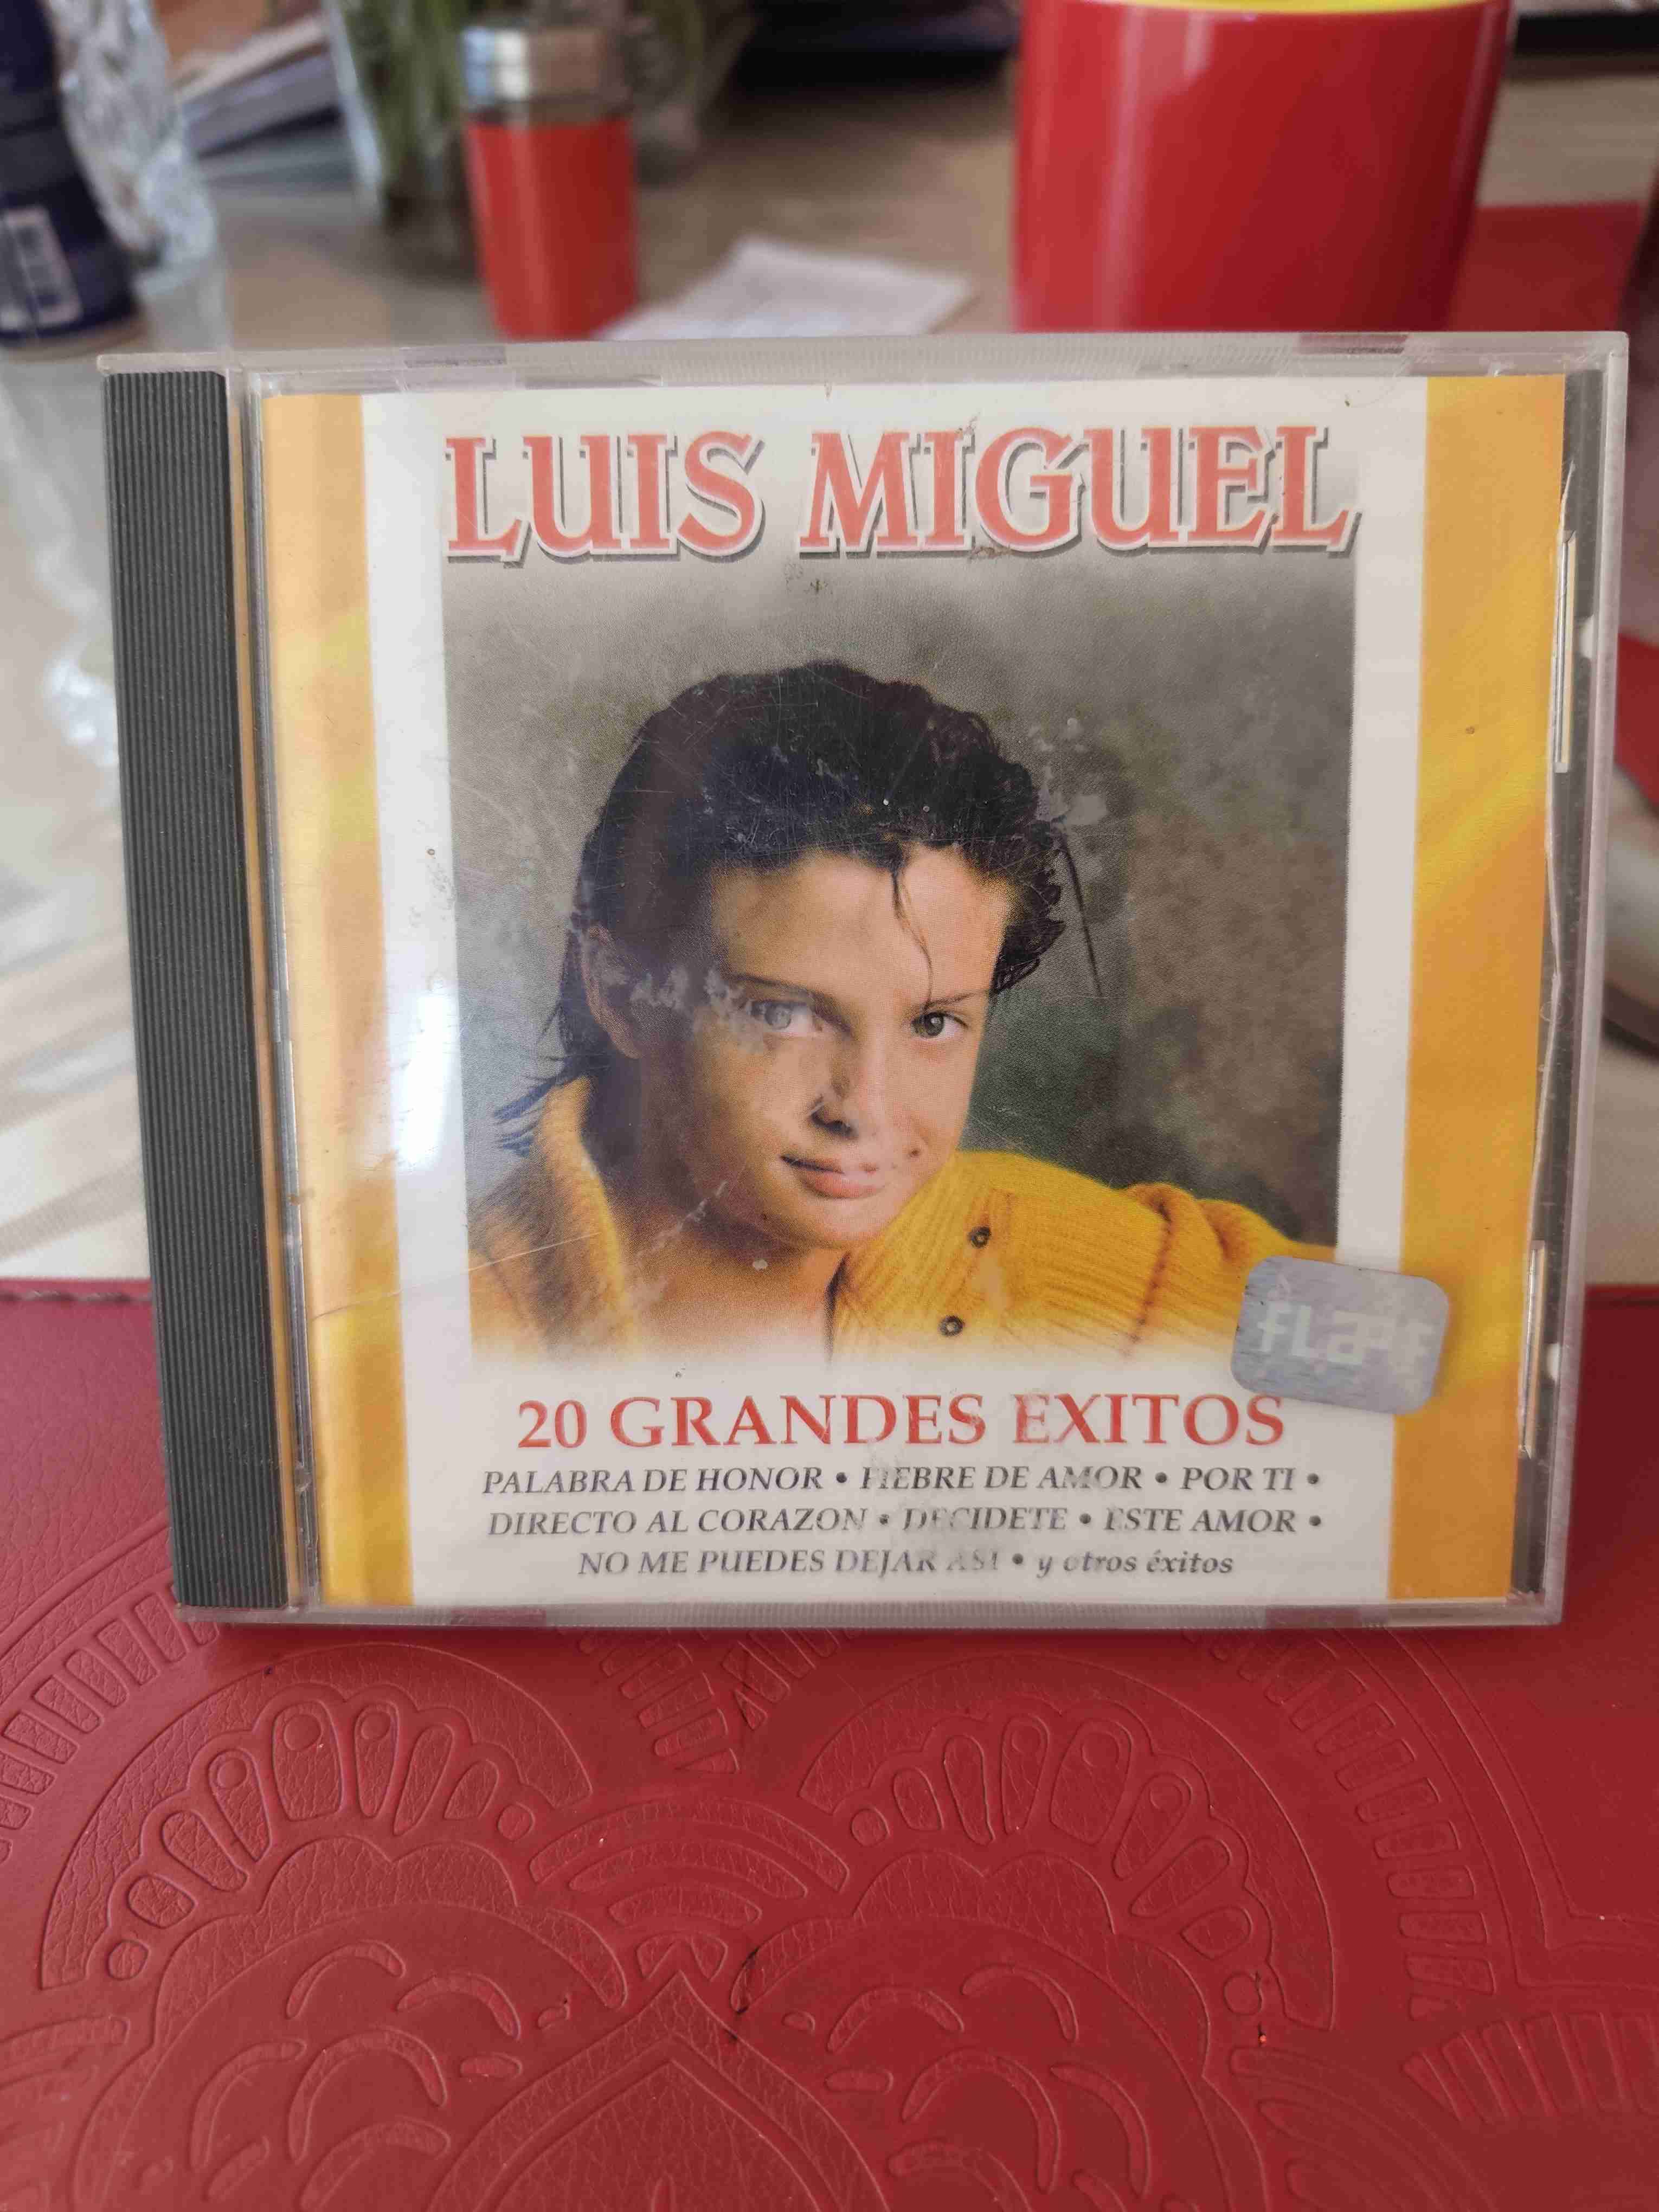 LUIS MIGUEL
FLAPF
20 GRANDES EXITOS
PALABRA DE HONOR • FIEBRE DE AMOR • POR TI •
DIRECTO AL CORAZON • DECIDETE • ESTE AMOR •
NO ME PUEDES DEJAR ASI • y otros éxitos